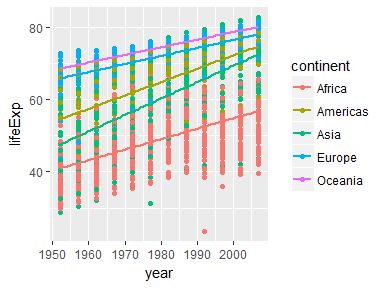 80
60
40
lifeExp
1950 1960 1970 1980 1990 2000
year
continent
Africa
Americas
Asia
Europe
Oceania